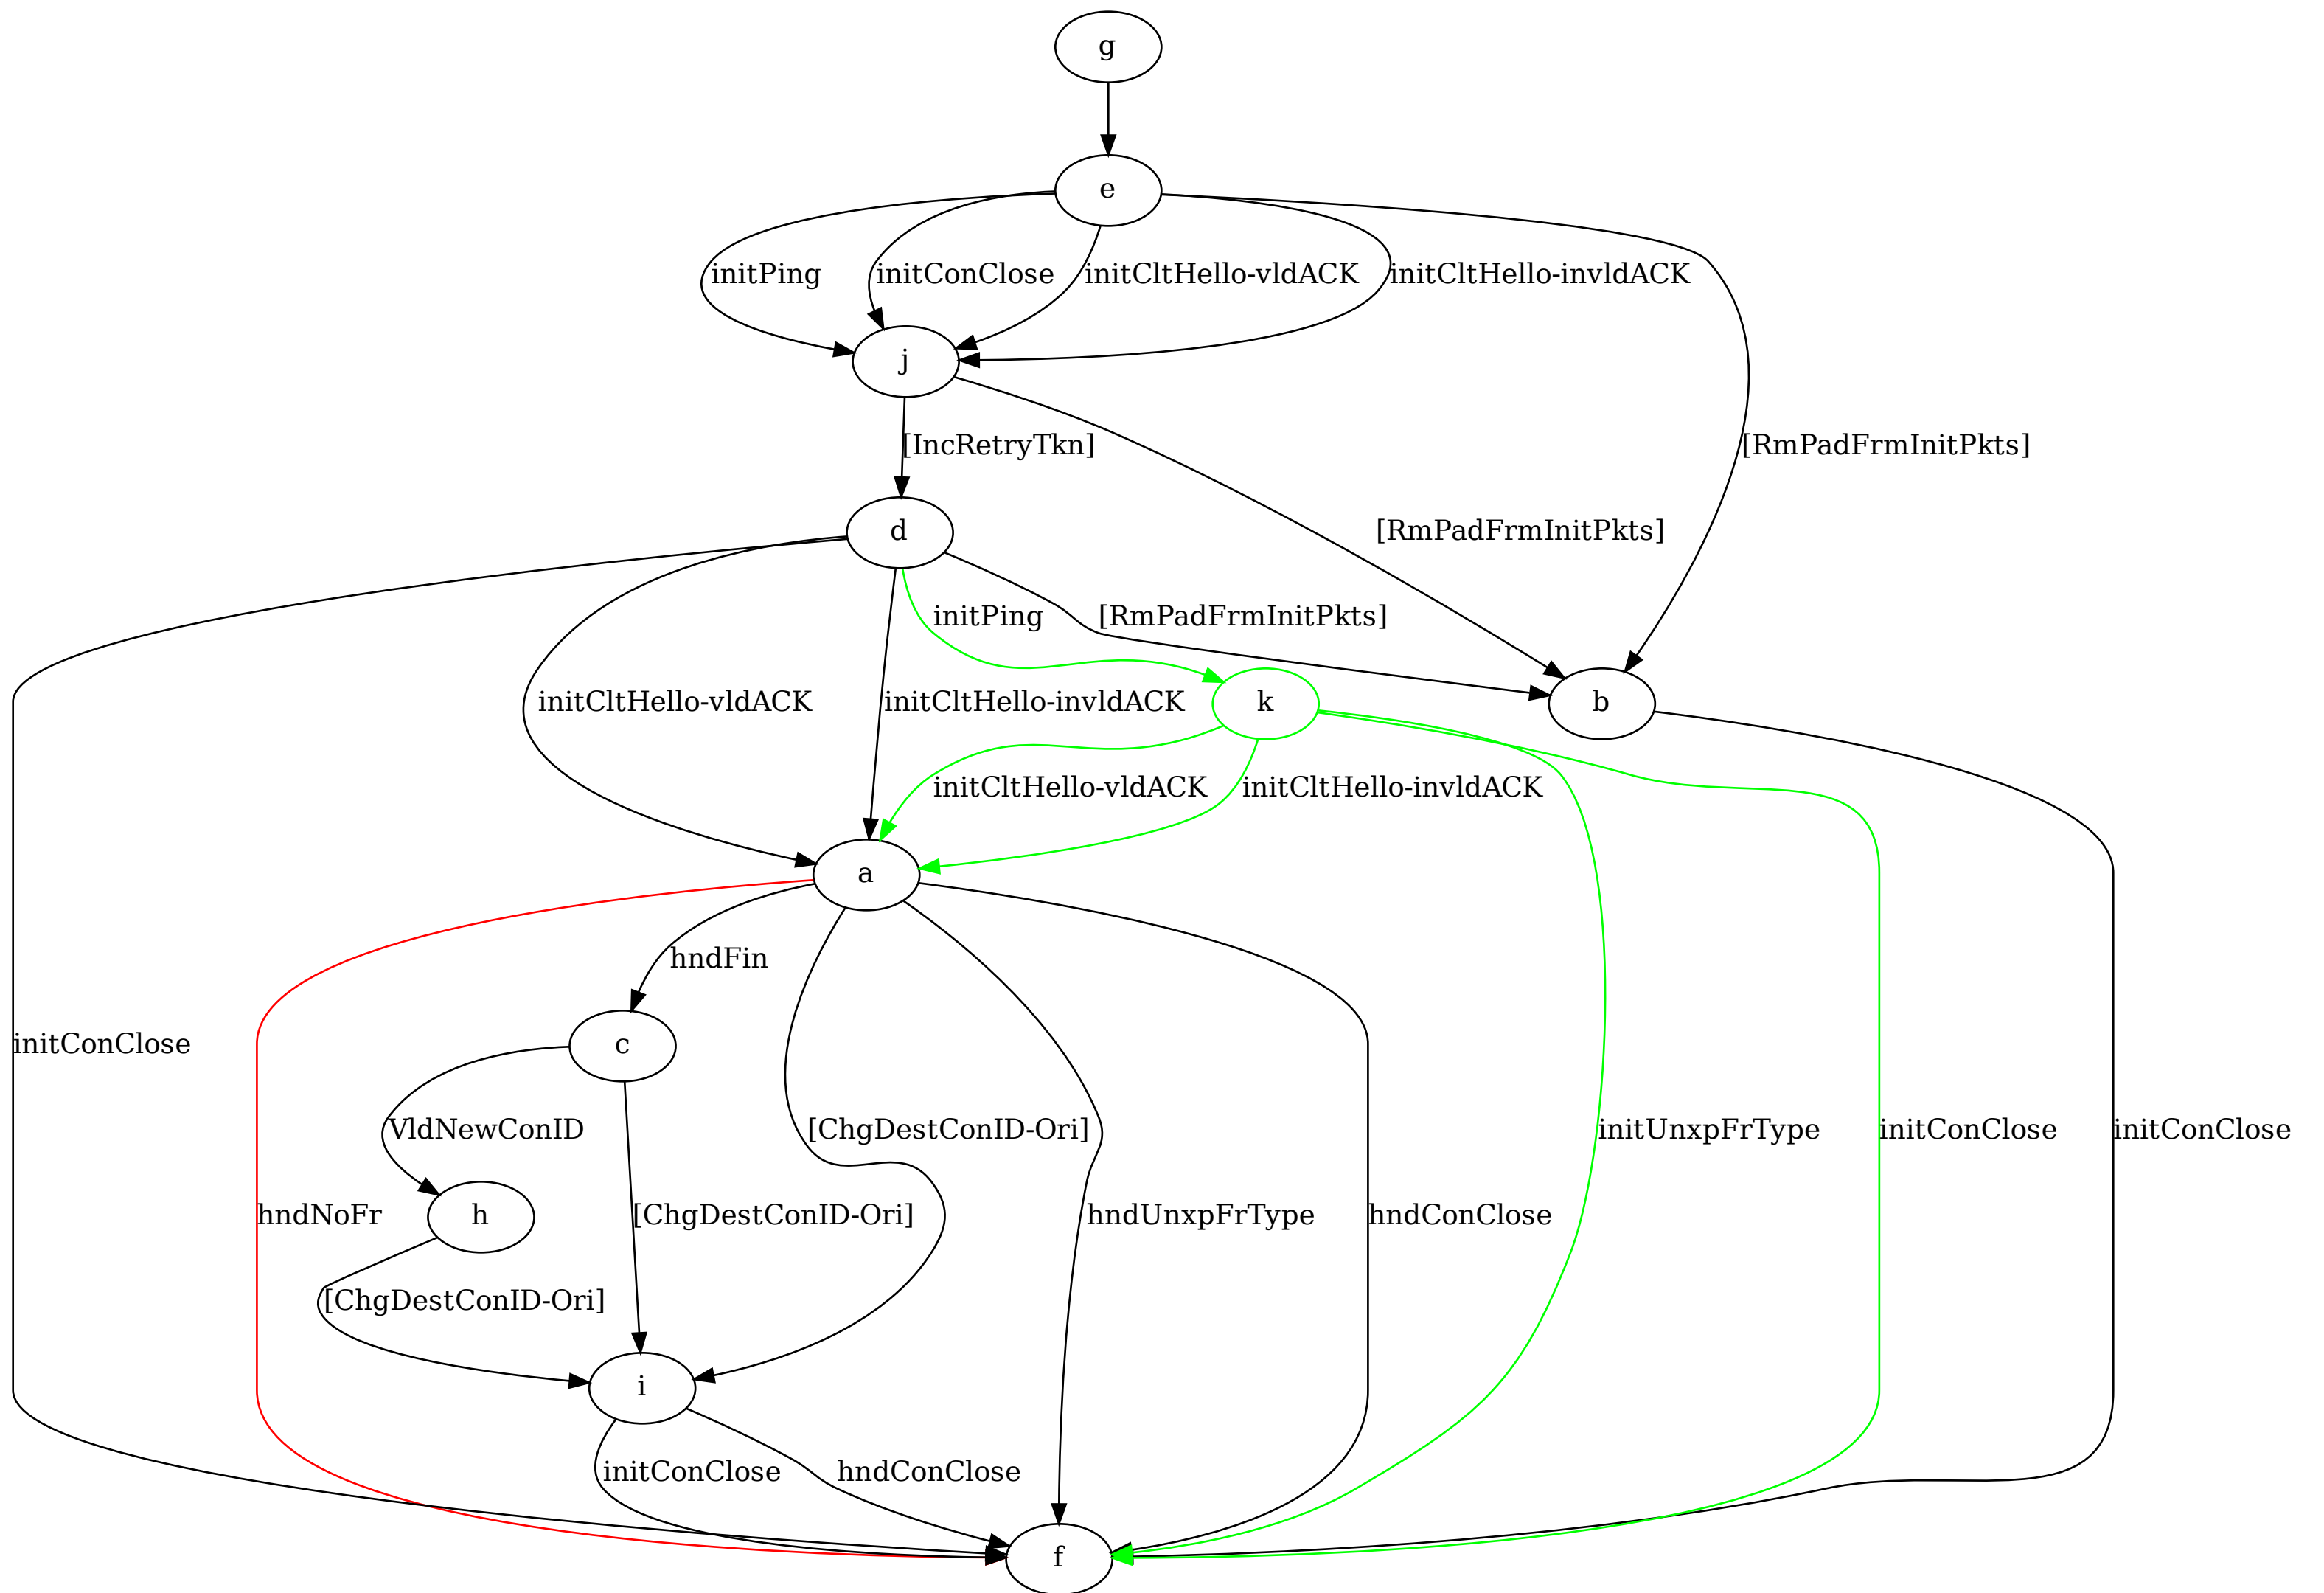 g
e
initPing
initConClose
initCltHello-vldACK
initCltHello-invldACK
j
[IncRetryTkn]
[RmPadFrmInitPkts]
[RmPadFrmInitPkts]
d
initPing
[RmPadFrmInitPkts]
initCltHello-vldACK
initCltHello-invldACK
k
b
initCltHello-vldACK
initCltHello-invldACK
a
hndFin
initConClose
c
VldNewConID
[ChgDestConID-Ori]
initUnxpFrType
initConClose
initConClose
hndNoFr
h
[ChgDestConID-Ori]
hndUnxpFrType
hndConClose
[ChgDestConID-Ori]
i
initConClose
hndConClose
f